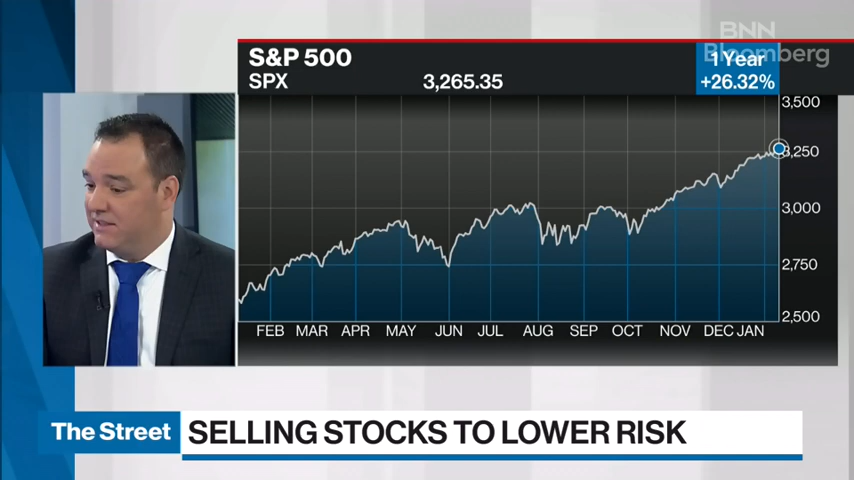 BNN
Bloomberg
S&P 500
1 Year
SPX 3,265.35 +26.32%
3,500
3,250
3,000
2,750
2,500
FEB MAR APR MAY JUN JUL AUG SEP OCT NOV DEC JAN
The Street SELLING STOCKS TO LOWER RISK